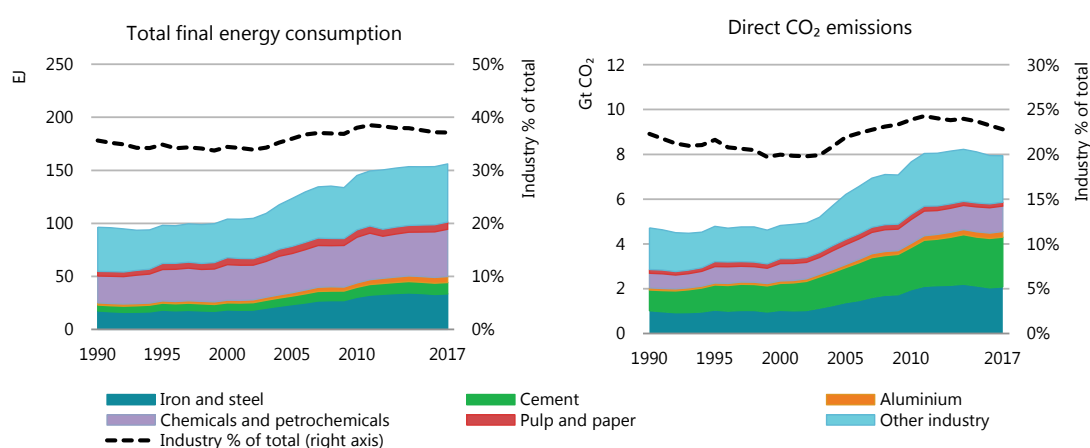 Total final energy consumption
EJ
250
200
150
100
50
0
50%
40%
30%
20%
10%
0%
Industry % of total
1990
1995
2000
2005
2010
2017
Direct CO₂ emissions
Gt CO₂
12
10
8
6
4
2
0
30%
25%
20%
15%
10%
5%
0%
Industry % of total
1990
1995
2000
2005
2010
2017
Iron and steel
Cement
Aluminium
Chemicals and petrochemicals
Pulp and paper
Other industry
Industry % of total (right axis)